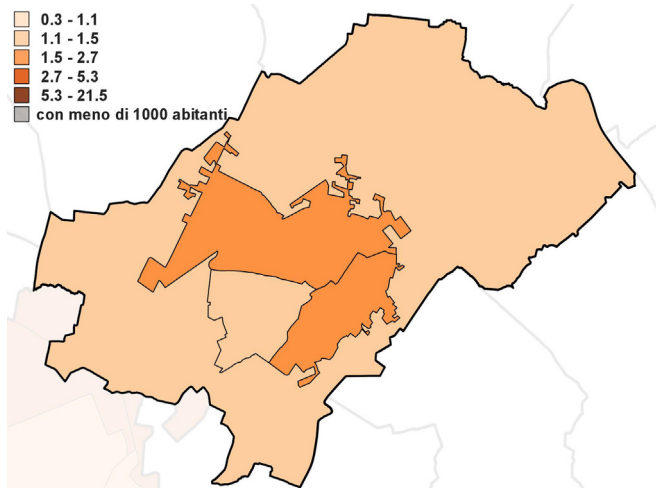 0.3 - 1.1
1.1 - 1.5
1.5 - 2.7
2.7 - 5.3
5.3 - 21.5
con meno di 1000 abitanti